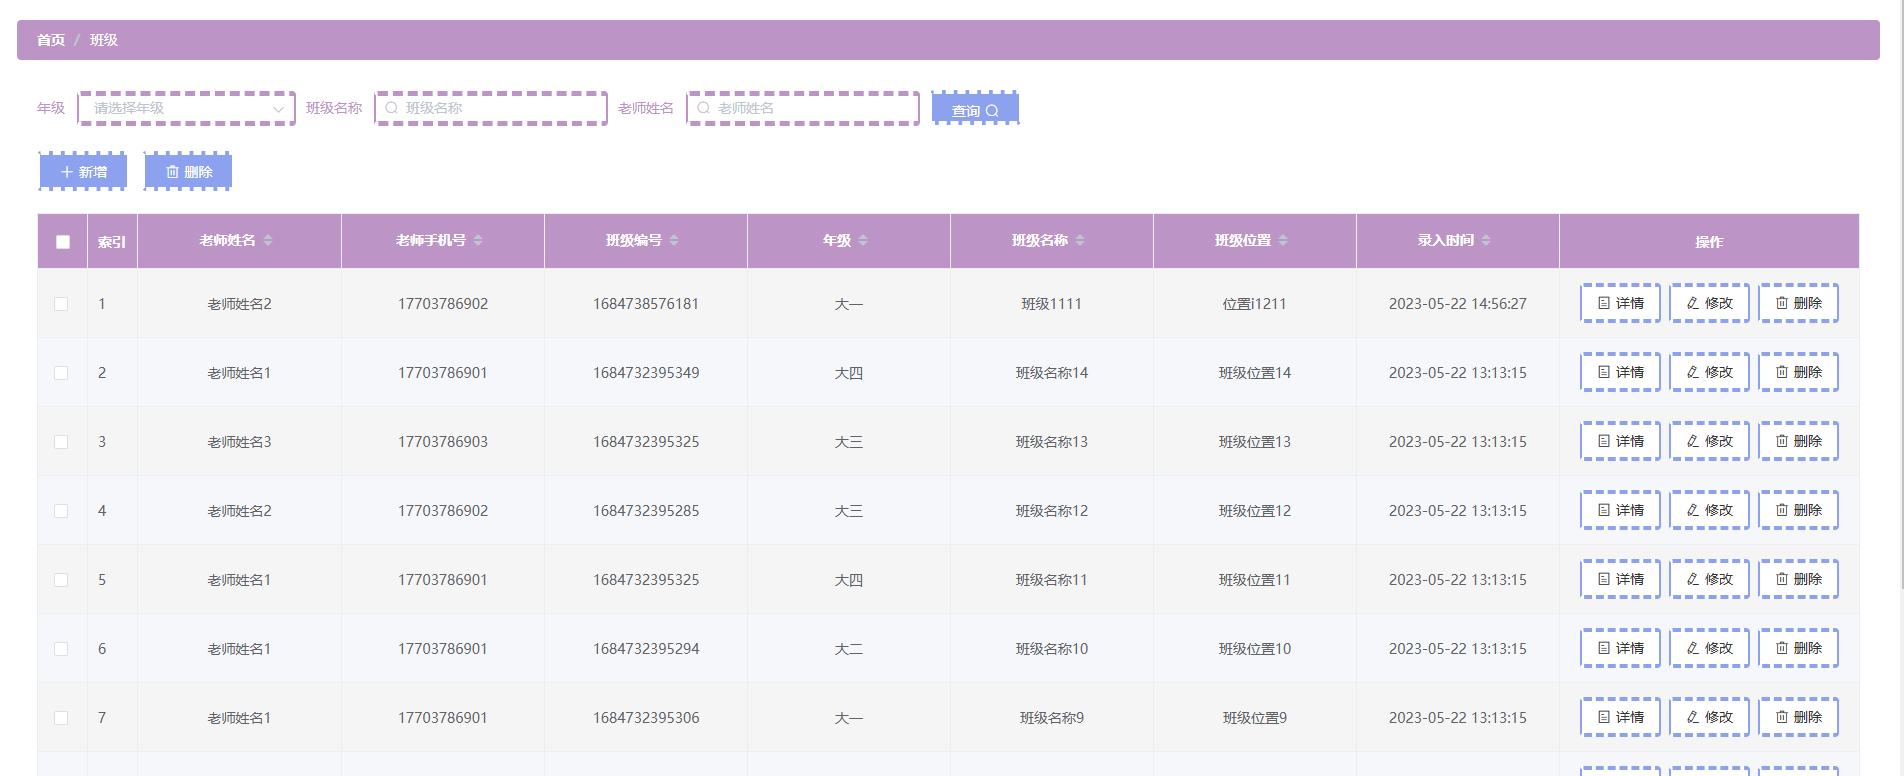 首页 / 班级
年级 请选择年级 班级名称 班级名称 老师姓名 老师姓名 查询
新增 删除
索引 老师姓名 老师手机号 班级编号 年级 班级名称 班级位置 录入时间 操作
1 老师姓名2 17703786902 1684738576181 大一 班级1111 位置i1211 2023-05-22 14:56:27 详情 修改 删除
2 老师姓名1 17703786901 1684732395349 大四 班级名称14 班级位置14 2023-05-22 13:13:15 详情 修改 删除
3 老师姓名3 17703786903 1684732395325 大三 班级名称13 班级位置13 2023-05-22 13:13:15 详情 修改 删除
4 老师姓名2 17703786902 1684732395285 大三 班级名称12 班级位置12 2023-05-22 13:13:15 详情 修改 删除
5 老师姓名1 17703786901 1684732395325 大四 班级名称11 班级位置11 2023-05-22 13:13:15 详情 修改 删除
6 老师姓名1 17703786901 1684732395294 大二 班级名称10 班级位置10 2023-05-22 13:13:15 详情 修改 删除
7 老师姓名1 17703786901 1684732395306 大一 班级名称9 班级位置9 2023-05-22 13:13:15 详情 修改 删除